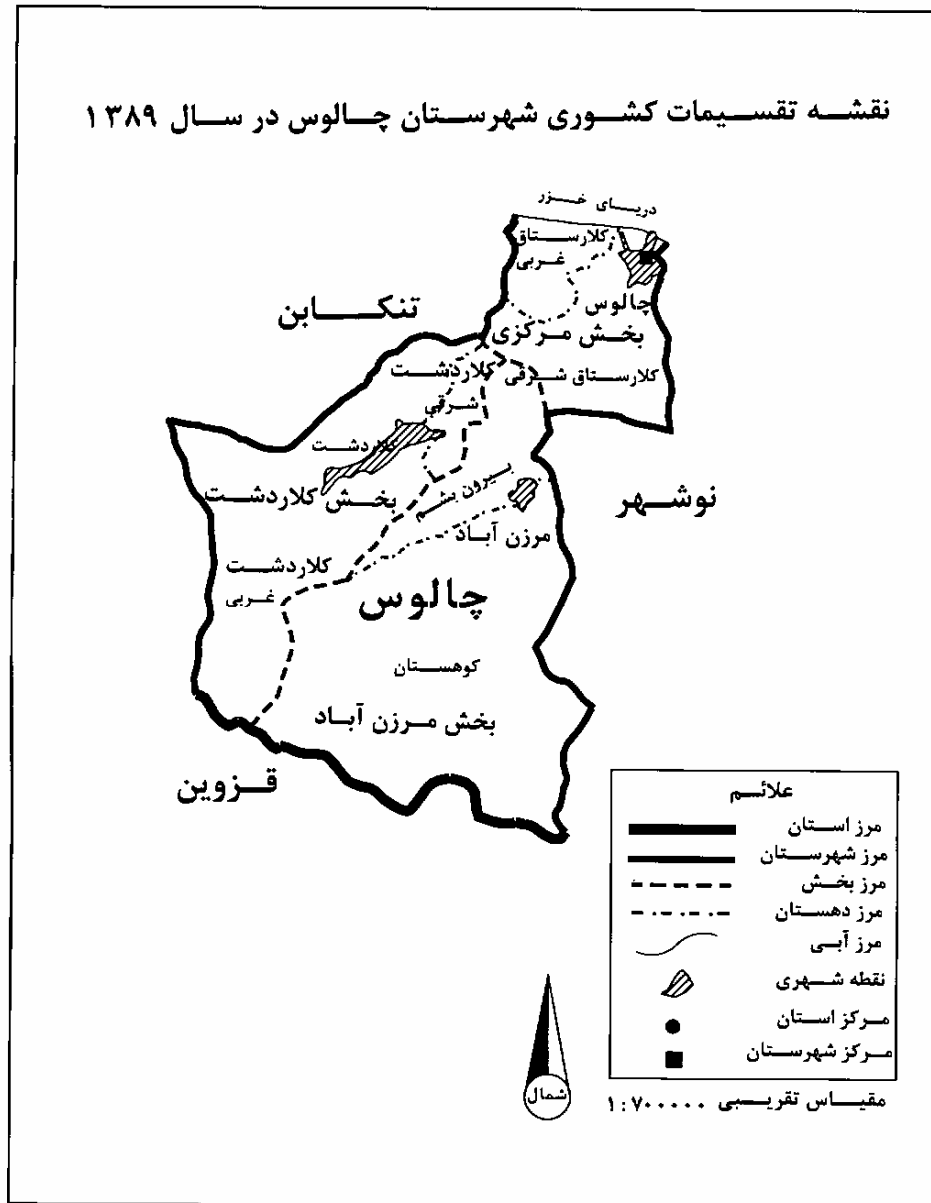 نقشه تقسیمات کشوری شهرستان چالوس در سال ۱۳۸۹
دریای خزر
کلارستاق
غربی
چالوس
بخش مرکزی
کلارستاق شرقی
تنکابن
کلاردشت
شرقی
کلاردشت
بخش کلاردشت
بیرون بشم
نوشهر
مرزن آباد
کلاردشت
غربی
چالوس
کوهستان
بخش مرزن آباد
قزوین
علائم
مرز استان
مرز شهرستان
مرز بخش
مرز دهستان
مرز آبی
نقطه شهری
مرکز استان
مرکز شهرستان
شمال
مقیاس تقریبی ۱:۷۰۰۰۰۰